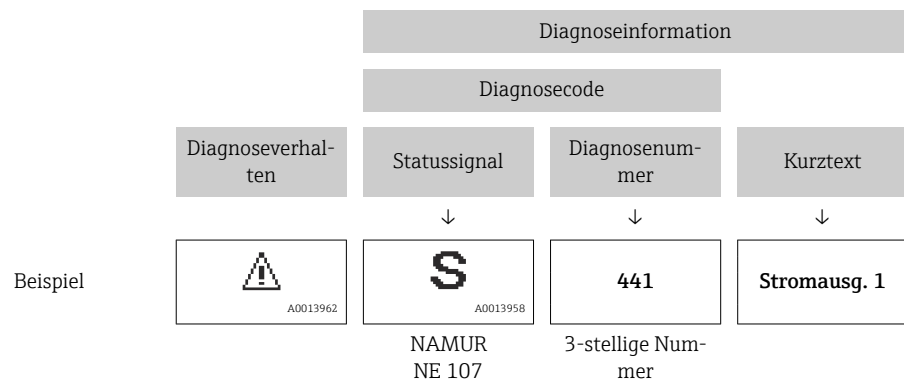 Diagnoseinformation
Diagnosecode
Diagnoseverhal-
ten
Statussignal
Diagnosenum-
mer
Kurztext
↓ ↓ ↓
Beispiel
A0013962
S
A0013958
441
Stromausg. 1
NAMUR
NE 107
3-stellige Num-
mer